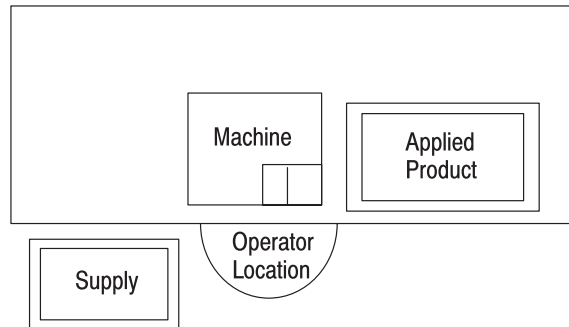 Machine
Applied
Product
Operator
Location
Supply